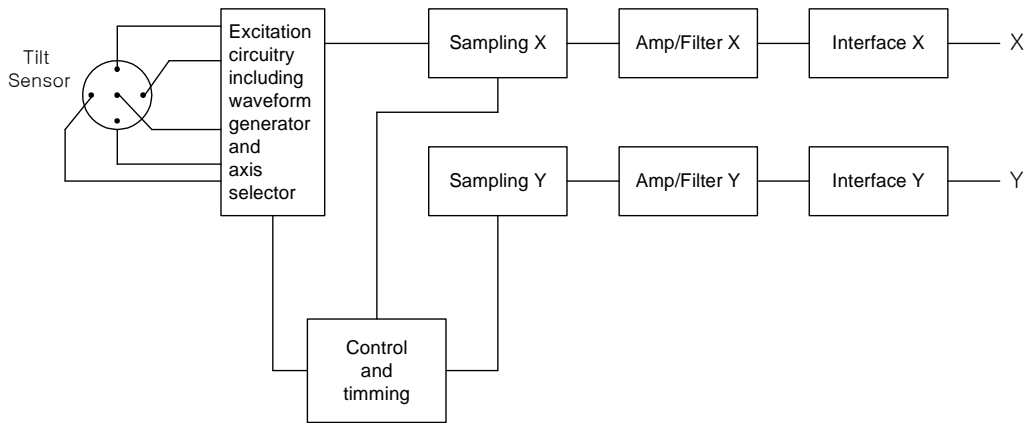 Tilt
Sensor
Excitation
circuitry
including
waveform
generator
and
axis
selector
Sampling X
Amp/Filter X
Interface X
X
Sampling Y
Amp/Filter Y
Interface Y
Y
Control
and
timming